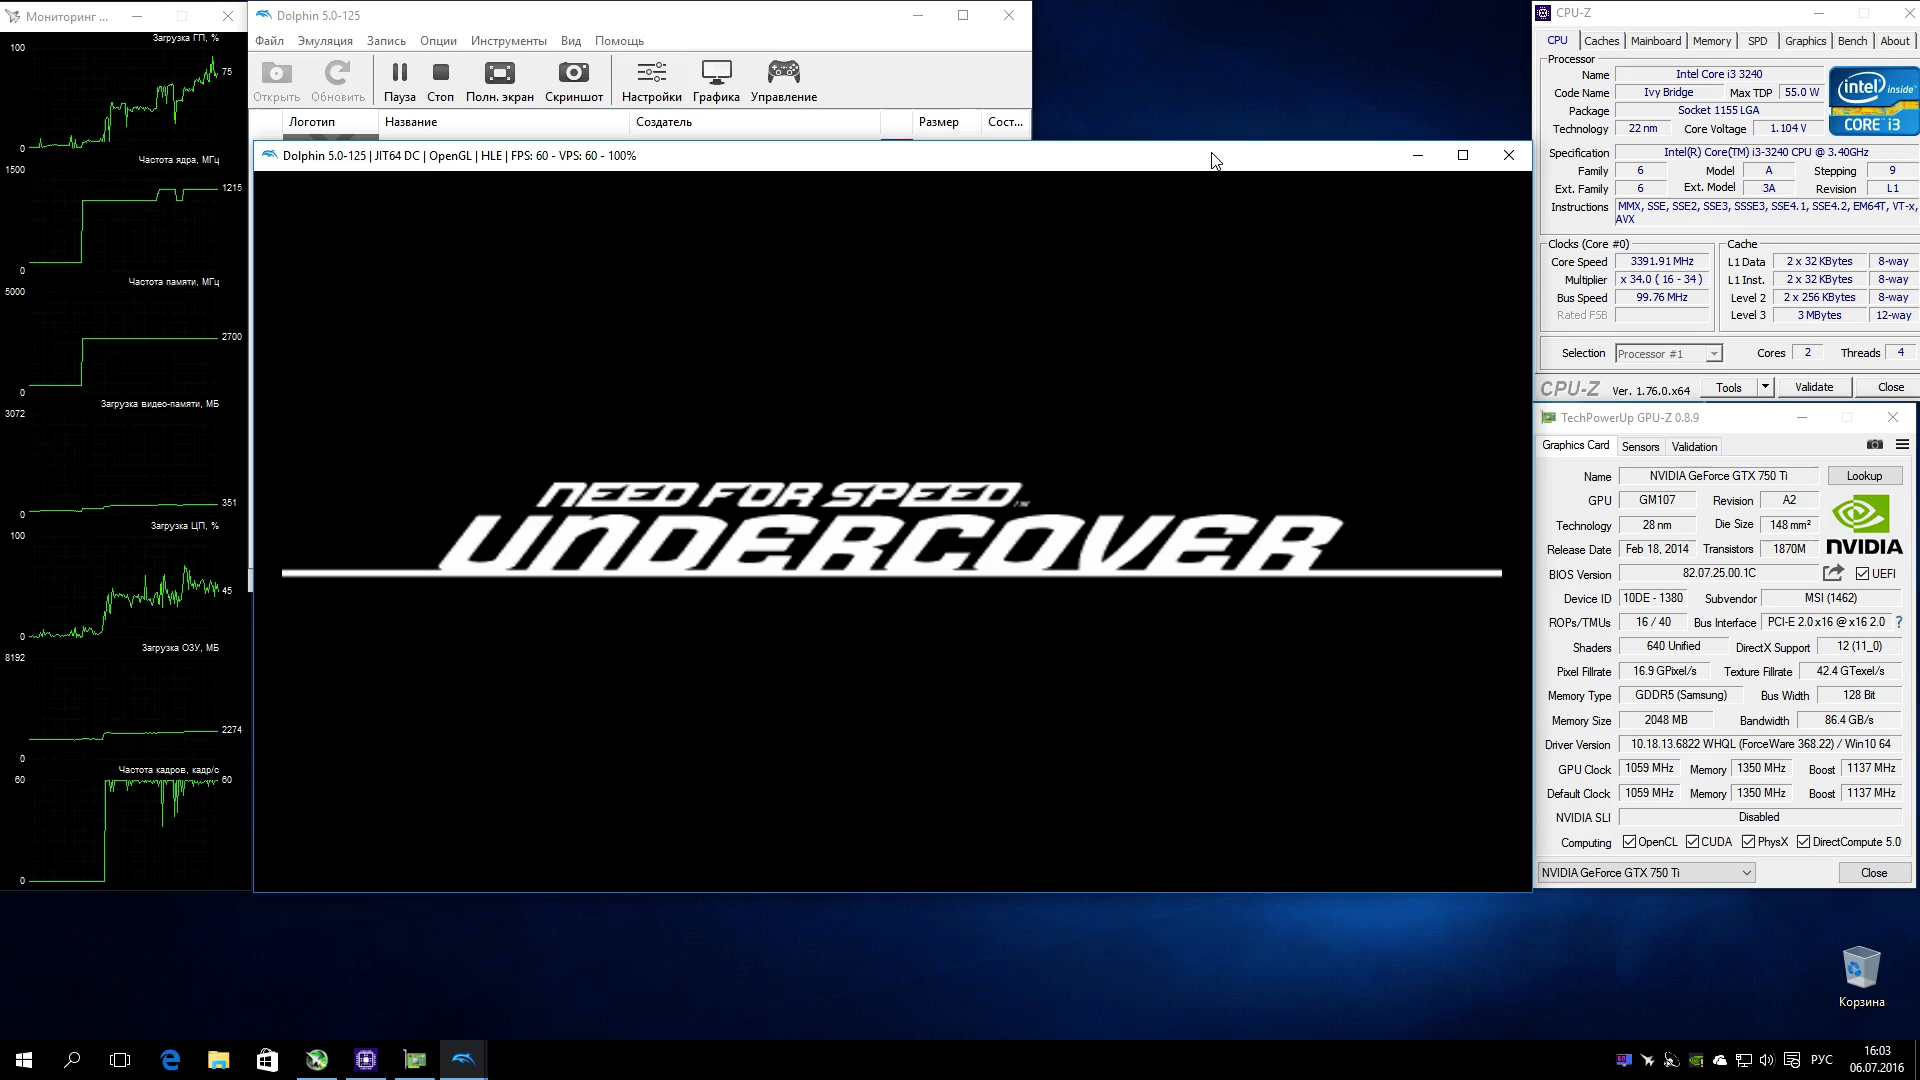 Мониторинг ...
Загрузка ГП, %
100
75
0
Частота ядра, МГц
1500
1215
0
Частота памяти, МГц
5000
2700
0
Загрузка видео-памяти, МБ
3072
351
0
Загрузка ЦП, %
100
45
0
Загрузка ОЗУ, МБ
8192
2274
0
Частота кадров, кадр/с
60
60
0
Dolphin 5.0-125
Файл Эмуляция Запись Опции Инструменты Вид Помощь
Открыть Обновить Пауза Стоп Полн. экран Скриншот Настройки Графика Управление
Логотип Название Создатель Размер Сост...
Dolphin 5.0-125 | JIT64 DC | OpenGL | HLE | FPS: 60 - VPS: 60 - 100%
NEED FOR SPEED™
UNDERCOVER
CPU-Z
CPU Caches Mainboard Memory SPD Graphics Bench About
Processor
Name Intel Core i3 3240
Code Name Ivy Bridge Max TDP 55.0 W
Package Socket 1155 LGA
Technology 22 nm Core Voltage 1.104 V
intel inside™
CORE i3
Specification Intel(R) Core(TM) i3-3240 CPU @ 3.40GHz
Family 6 Model A Stepping 9
Ext. Family 6 Ext. Model 3A Revision L1
Instructions MMX, SSE, SSE2, SSE3, SSSE3, SSE4.1, SSE4.2, EM64T, VT-x,
AVX
Clocks (Core #0)
Core Speed 3391.91 MHz
Multiplier x 34.0 ( 16 - 34 )
Bus Speed 99.76 MHz
Rated FSB
Cache
L1 Data 2 x 32 KBytes 8-way
L1 Inst. 2 x 32 KBytes 8-way
Level 2 2 x 256 KBytes 8-way
Level 3 3 MBytes 12-way
Selection Processor #1 Cores 2 Threads 4
CPU-Z Ver. 1.76.0.x64 Tools Validate Close
TechPowerUp GPU-Z 0.8.9
Graphics Card Sensors Validation
Name NVIDIA GeForce GTX 750 Ti Lookup
GPU GM107 Revision A2
Technology 28 nm Die Size 148 mm²
Release Date Feb 18, 2014 Transistors 1870M
NVIDIA
BIOS Version 82.07.25.00.1C UEFI
Device ID 10DE - 1380 Subvendor MSI (1462)
ROPs/TMUs 16 / 40 Bus Interface PCI-E 2.0 x16 @ x16 2.0 ?
Shaders 640 Unified DirectX Support 12 (11_0)
Pixel Fillrate 16.9 GPixel/s Texture Fillrate 42.4 GTexel/s
Memory Type GDDR5 (Samsung) Bus Width 128 Bit
Memory Size 2048 MB Bandwidth 86.4 GB/s
Driver Version 10.18.13.6822 WHQL (ForceWare 368.22) / Win10 64
GPU Clock 1059 MHz Memory 1350 MHz Boost 1137 MHz
Default Clock 1059 MHz Memory 1350 MHz Boost 1137 MHz
NVIDIA SLI Disabled
Computing OpenCL CUDA PhysX DirectCompute 5.0
NVIDIA GeForce GTX 750 Ti Close
Корзина
РУС
16:03
06.07.2016